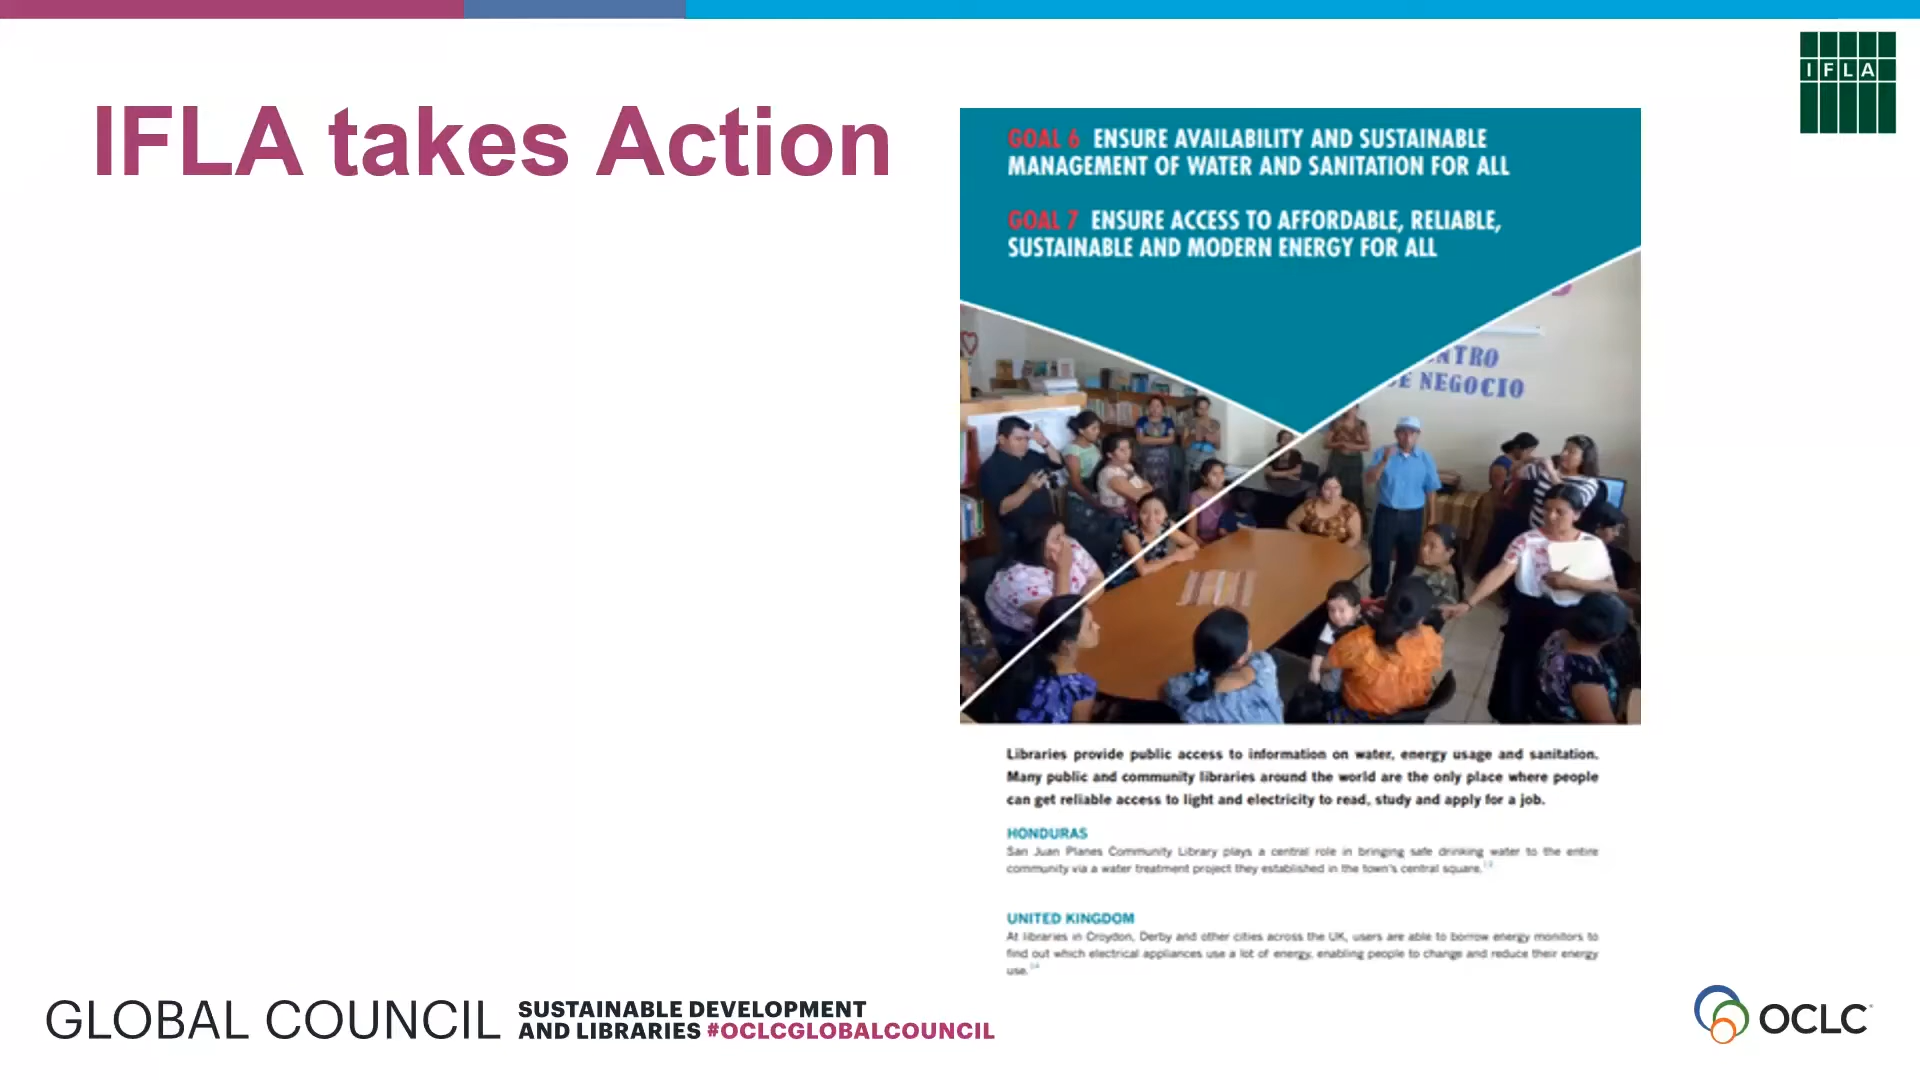 IFLA
IFLA takes Action
GOAL 6 ENSURE AVAILABILITY AND SUSTAINABLE
MANAGEMENT OF WATER AND SANITATION FOR ALL
GOAL 7 ENSURE ACCESS TO AFFORDABLE, RELIABLE,
SUSTAINABLE AND MODERN ENERGY FOR ALL
NTRO
E NEGOCIO
Libraries provide public access to information on water, energy usage and sanitation.
Many public and community libraries around the world are the only place where people
can get reliable access to light and electricity to read, study and apply for a job.
HONDURAS
San Juan Planes Community Library plays a central role in bringing safe drinking water to the entire
community via a water treatment project they established in the town's central square.
UNITED KINGDOM
At libraries in Croydon, Derby and other cities across the UK, users are able to borrow energy monitors to
find out which electrical appliances use a lot of energy, enabling people to change and reduce their energy
use.
GLOBAL COUNCIL
SUSTAINABLE DEVELOPMENT
AND LIBRARIES #OCLCGLOBALCOUNCIL
OCLC